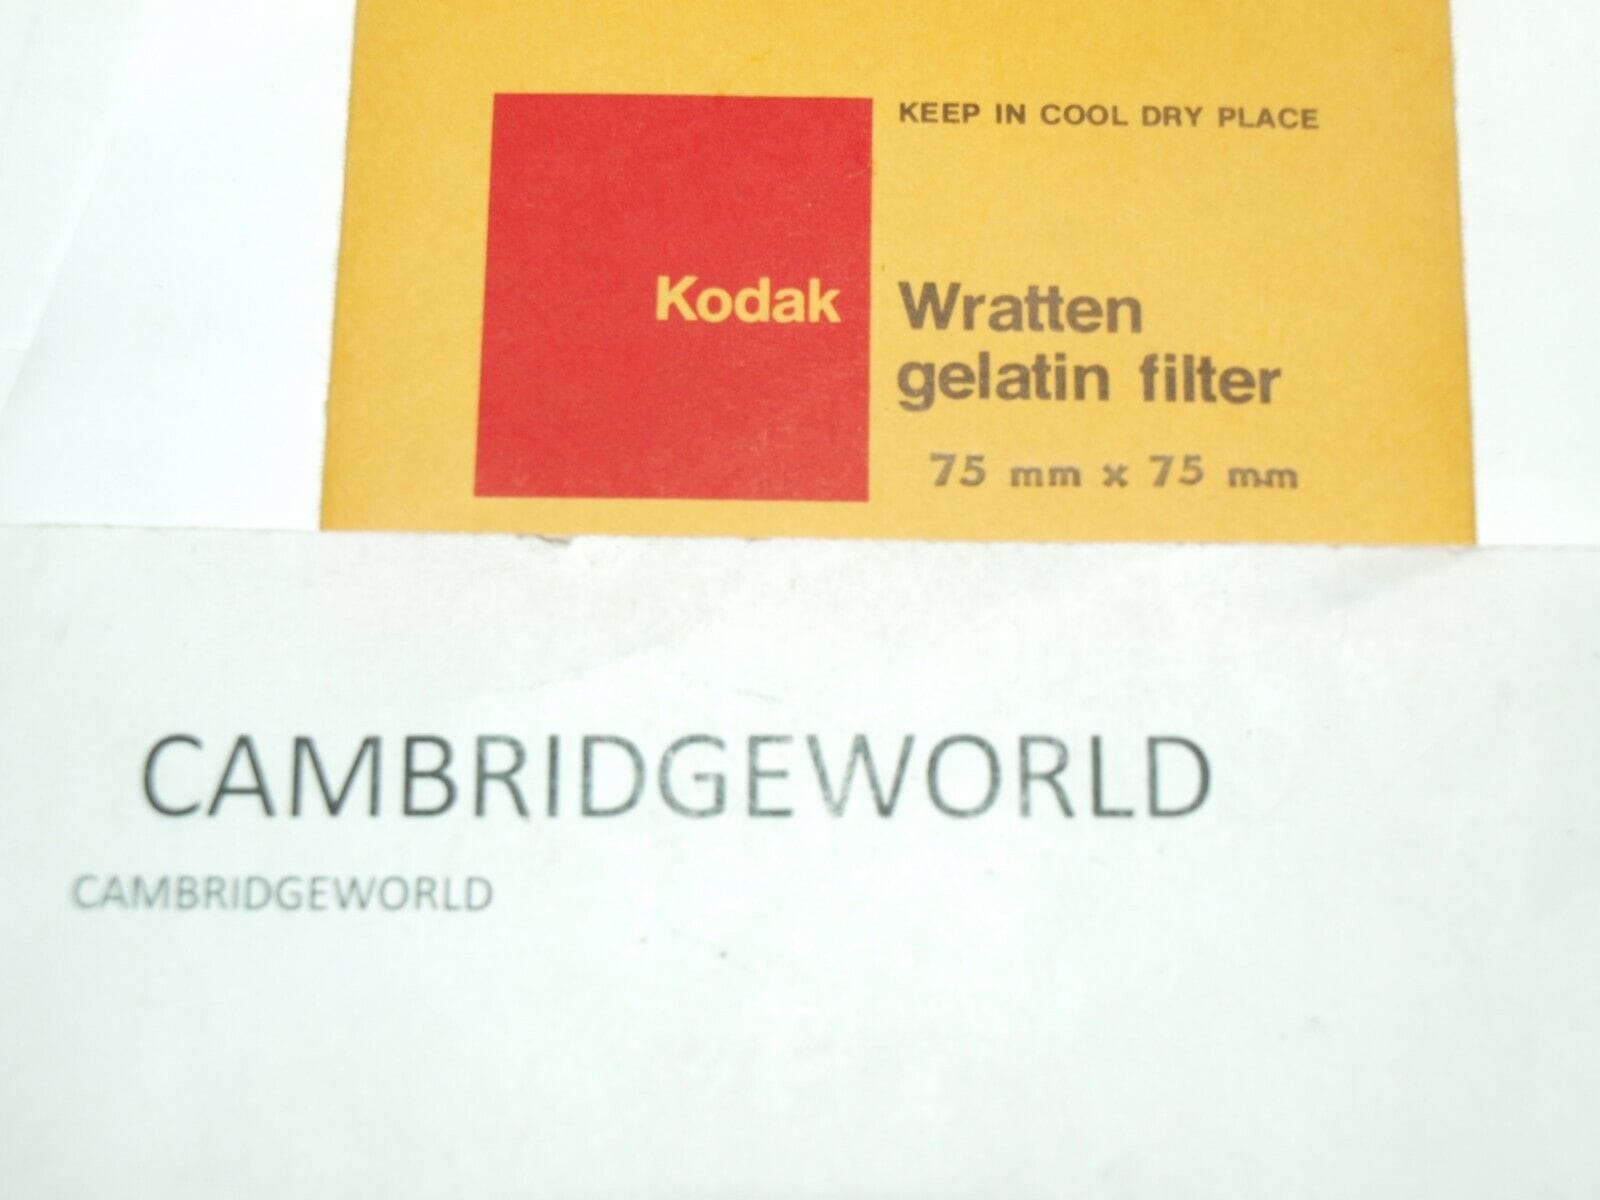 KEEP IN COOL DRY PLACE
Kodak
Wratten
gelatin filter
75 mm x 75 mm
CAMBRIDGEWORLD
CAMBRIDGEWORLD